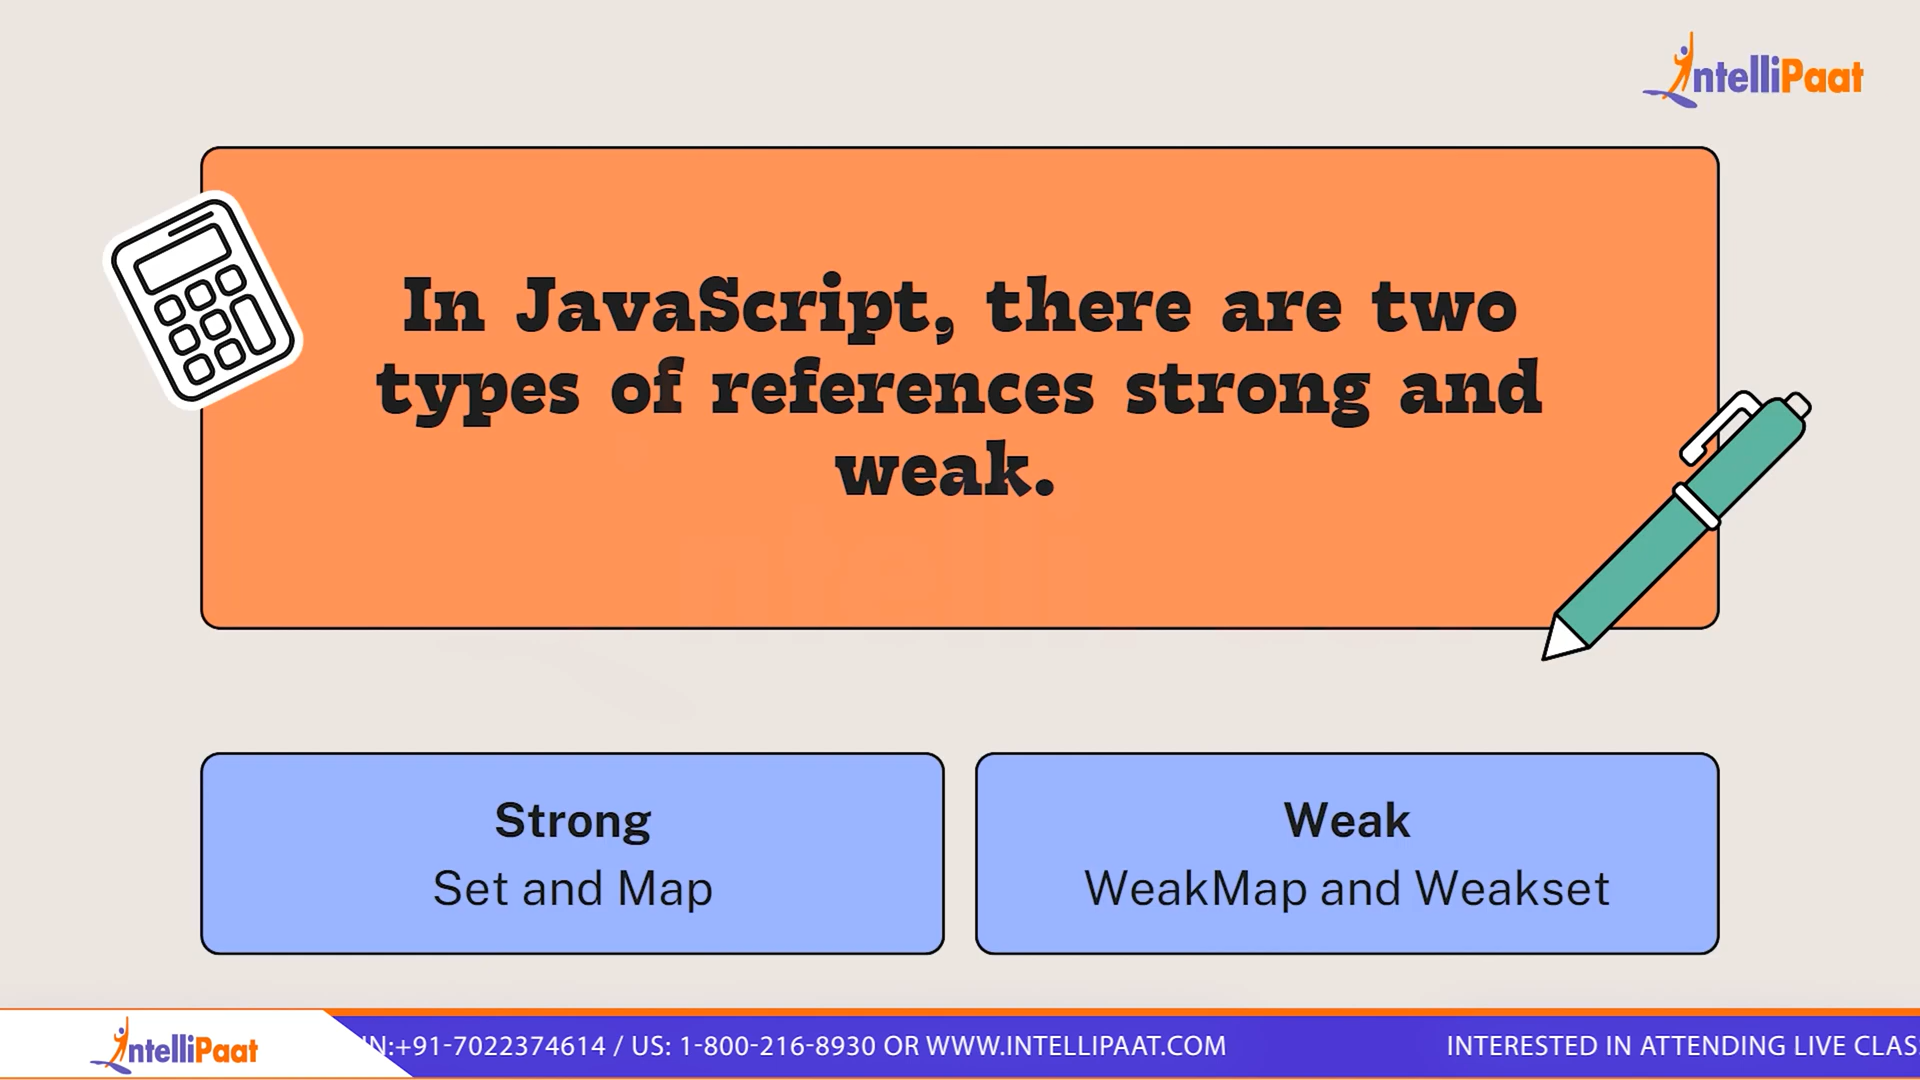 IntelliPaat
In JavaScript, there are two
types of references strong and
weak.
Strong
Set and Map
Weak
WeakMap and Weakset
IntelliPaat
IN:+91-7022374614 / US: 1-800-216-8930 OR WWW.INTELLIPAAT.COM
INTERESTED IN ATTENDING LIVE CLAS